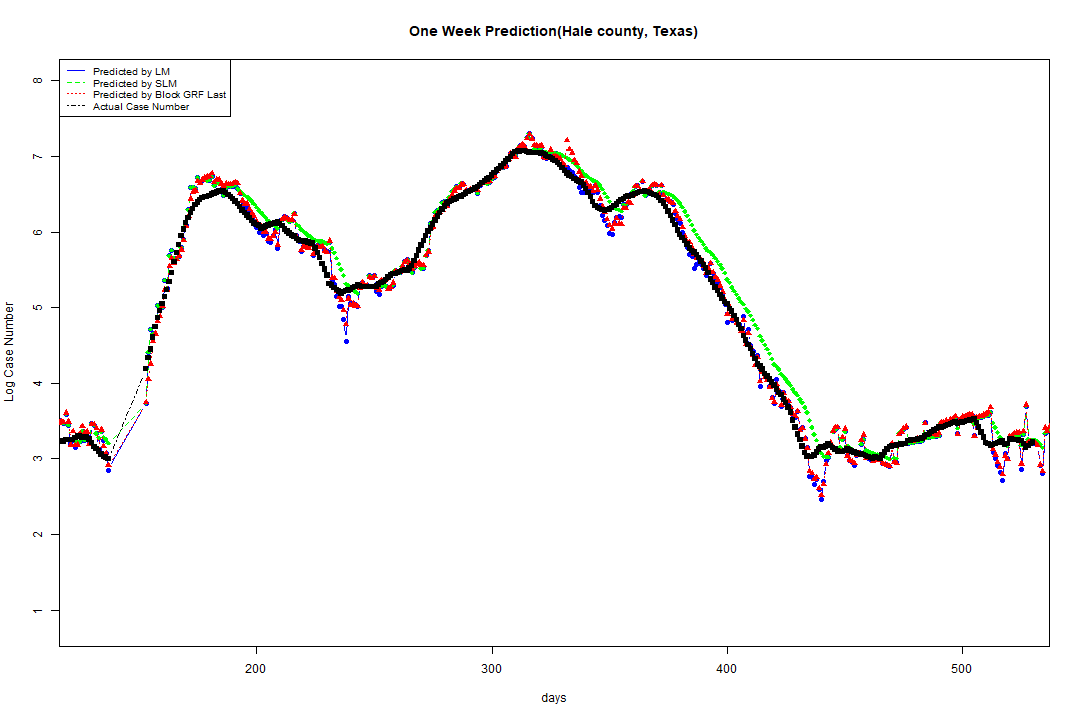 One Week Prediction(Hale county, Texas)
Predicted by LM
Predicted by SLM
Predicted by Block GRF Last
Actual Case Number
8
7
6
5
4
3
2
1
Log Case Number
200 300 400 500
days